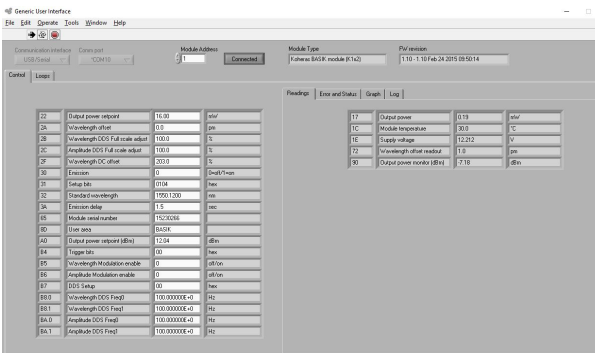 Generic User Interface
File Edit Operate Tools Window Help
Communication interface Comm port Module Address Module Type FW revision
USB/Serial COM10 1 Connected Koheras BASIK module (K1x2) 1.10 - 1.10 Feb 24 2015 09:50:14
Control Loops
Readings Error and Status Graph Log
22 Output power setpoint 16.00 mW
2A Wavelength offset 0.0 pm
2B Wavelength DDS Full scale adjust 100.0 %
2C Amplitude DDS Full scale adjust 100.0 %
2F Wavelength DC offset 203.0 %
30 Emission 0 0=off/1=on
31 Setup bits 0104 hex
32 Standard wavelength 1550.1200 nm
3A Emission delay 1.5 sec
65 Module serial number 15230266
8D User area BASIK
A0 Output power setpoint (dBm) 12.04 dBm
B4 Trigger bits 00 hex
B5 Wavelength Modulation enable 0 off/on
B6 Amplitude Modulation enable 0 off/on
B7 DDS Setup 00 hex
B8.0 Wavelength DDS Freq0 100.000000E+0 Hz
B8.1 Wavelength DDS Freq1 100.000000E+0 Hz
BA.0 Amplitude DDS Freq0 100.000000E+0 Hz
BA.1 Amplitude DDS Freq1 100.000000E+0 Hz
17 Output power 0.19 mW
1C Module temperature 30.0 °C
1E Supply voltage 12.212 V
72 Wavelength offset readout 1.0 pm
90 Output power monitor (dBm) -7.18 dBm